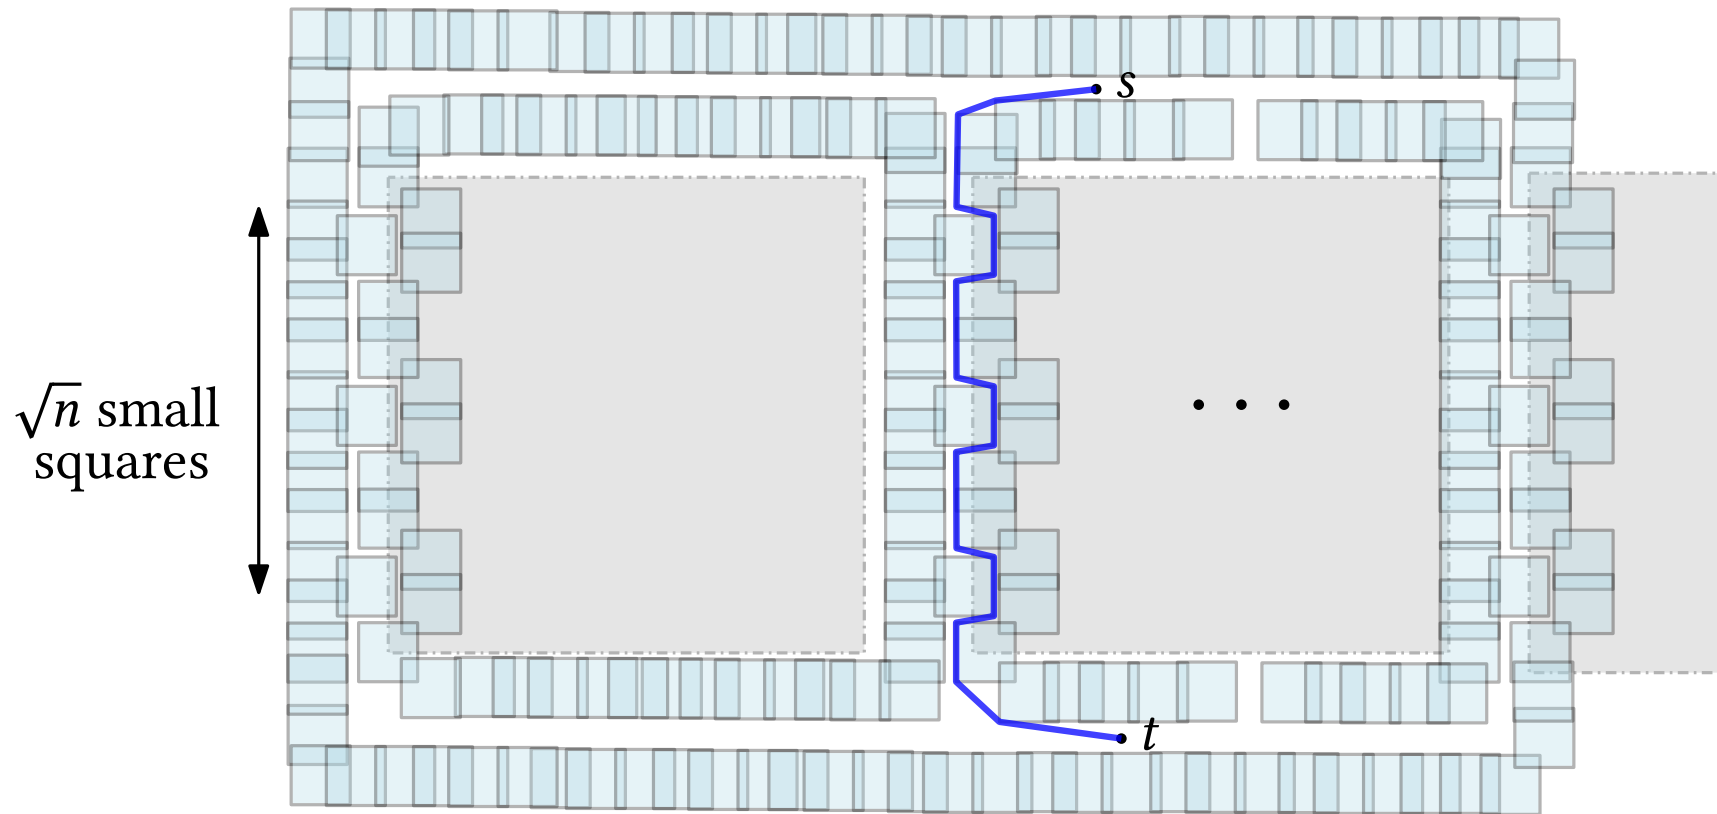 s
√n small
squares
• • •
t